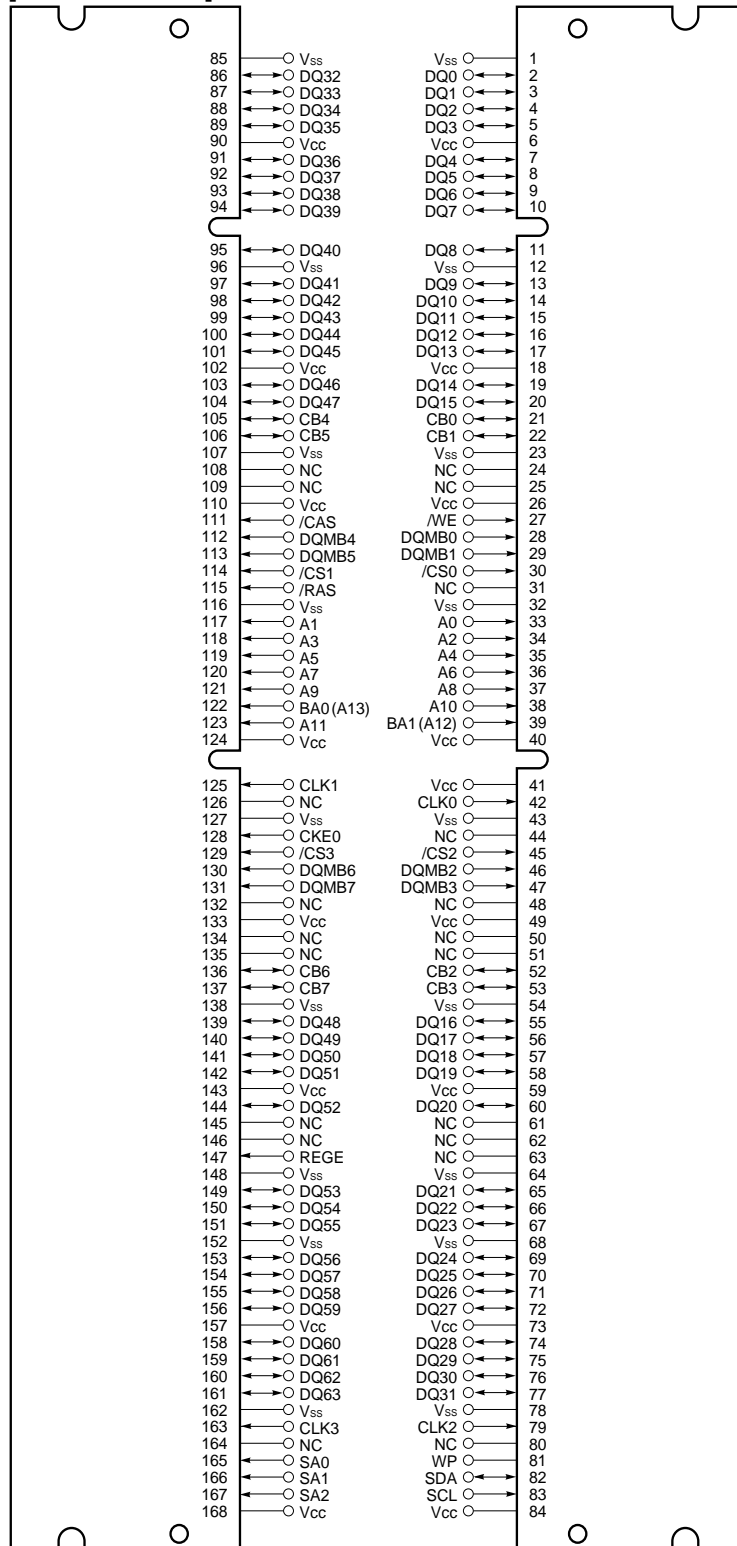 85 Vss Vss 1
86 DQ32 DQ0 2
87 DQ33 DQ1 3
88 DQ34 DQ2 4
89 DQ35 DQ3 5
90 Vcc Vcc 6
91 DQ36 DQ4 7
92 DQ37 DQ5 8
93 DQ38 DQ6 9
94 DQ39 DQ7 10
95 DQ40 DQ8 11
96 Vss Vss 12
97 DQ41 DQ9 13
98 DQ42 DQ10 14
99 DQ43 DQ11 15
100 DQ44 DQ12 16
101 DQ45 DQ13 17
102 Vcc Vcc 18
103 DQ46 DQ14 19
104 DQ47 DQ15 20
105 CB4 CB0 21
106 CB5 CB1 22
107 Vss Vss 23
108 NC NC 24
109 NC NC 25
110 Vcc Vcc 26
111 /CAS /WE 27
112 DQMB4 DQMB0 28
113 DQMB5 DQMB1 29
114 /CS1 /CS0 30
115 /RAS NC 31
116 Vss Vss 32
117 A1 A0 33
118 A3 A2 34
119 A5 A4 35
120 A7 A6 36
121 A9 A8 37
122 BA0 (A13) A10 38
123 A11 BA1 (A12) 39
124 Vcc Vcc 40
125 CLK1 Vcc 41
126 NC CLK0 42
127 Vss Vss 43
128 CKE0 NC 44
129 /CS3 /CS2 45
130 DQMB6 DQMB2 46
131 DQMB7 DQMB3 47
132 NC NC 48
133 Vcc Vcc 49
134 NC NC 50
135 NC NC 51
136 CB6 CB2 52
137 CB7 CB3 53
138 Vss Vss 54
139 DQ48 DQ16 55
140 DQ49 DQ17 56
141 DQ50 DQ18 57
142 DQ51 DQ19 58
143 Vcc Vcc 59
144 DQ52 DQ20 60
145 NC NC 61
146 NC NC 62
147 REGE NC 63
148 Vss Vss 64
149 DQ53 DQ21 65
150 DQ54 DQ22 66
151 DQ55 DQ23 67
152 Vss Vss 68
153 DQ56 DQ24 69
154 DQ57 DQ25 70
155 DQ58 DQ26 71
156 DQ59 DQ27 72
157 Vcc Vcc 73
158 DQ60 DQ28 74
159 DQ61 DQ29 75
160 DQ62 DQ30 76
161 DQ63 DQ31 77
162 Vss Vss 78
163 CLK3 CLK2 79
164 NC NC 80
165 SA0 WP 81
166 SA1 SDA 82
167 SA2 SCL 83
168 Vcc Vcc 84